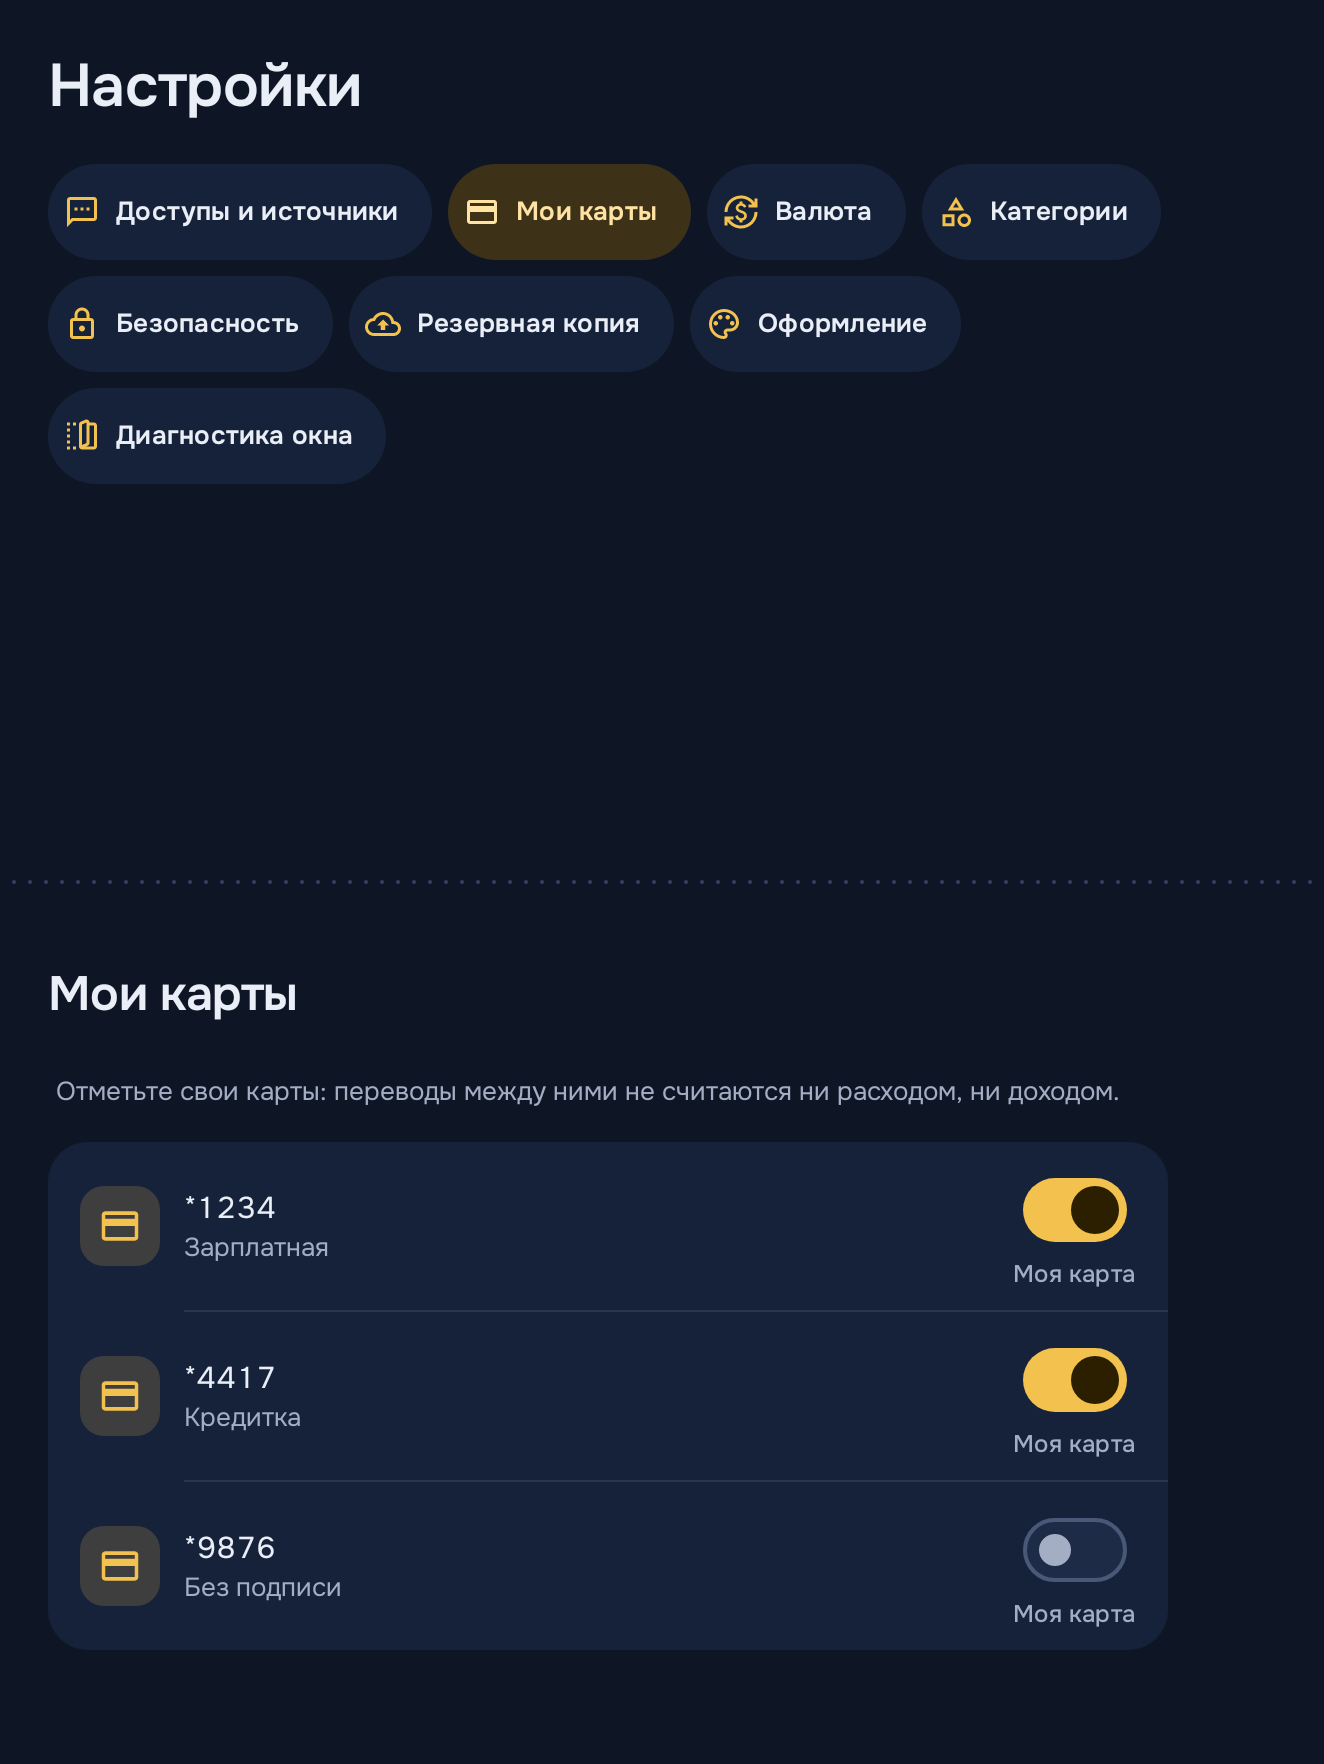 Настройки
Доступы и источники
Мои карты
Валюта
Категории
Безопасность
Резервная копия
Оформление
Диагностика окна
Мои карты
Отметьте свои карты: переводы между ними не считаются ни расходом, ни доходом.
*1234
Зарплатная
Моя карта
*4417
Кредитка
Моя карта
*9876
Без подписи
Моя карта